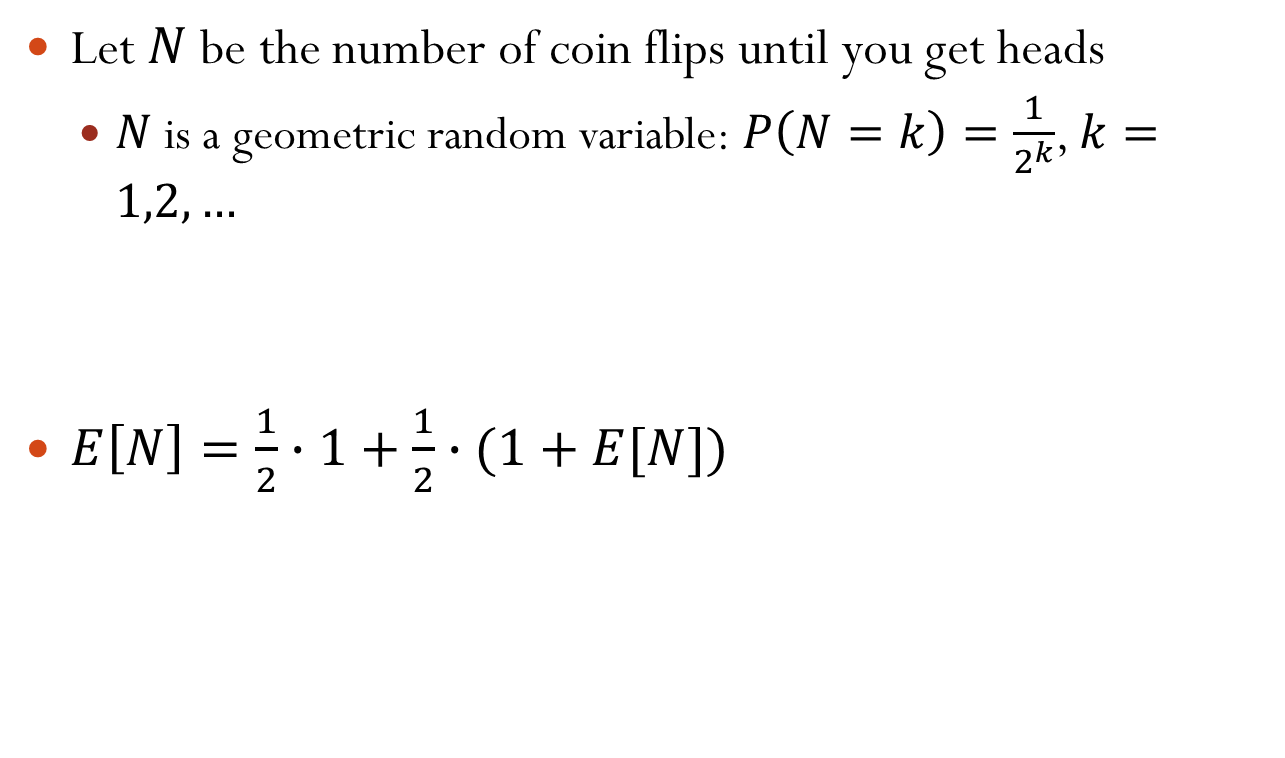 • Let N be the number of coin flips until you get heads
• N is a geometric random variable: P(N = k) = 1/2^k, k =
1,2, …
• E[N] = 1/2 · 1 + 1/2 · (1 + E[N])